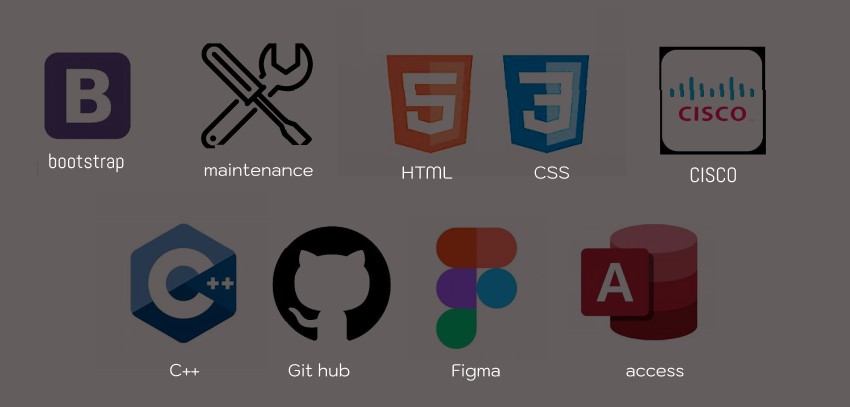 B
5
3
CISCO
bootstrap
maintenance
HTML
CSS
CISCO
C++
A
C++
Git hub
Figma
access